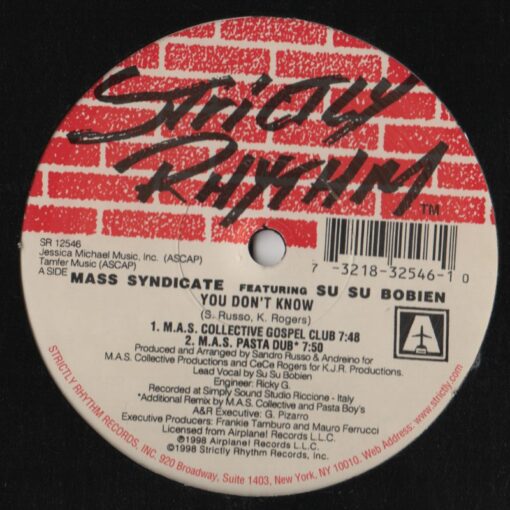 STRICTLY
RHYTHM
TM
SR 12546
Jessica Michael Music, Inc. (ASCAP)
Tamfer Music (ASCAP)
A SIDE
7 -3218-32546-1 0
MASS SYNDICATE FEATURING SU SU BOBIEN
YOU DON'T KNOW
(S. Russo, K. Rogers)
1. M.A.S. COLLECTIVE GOSPEL CLUB 7:48
2. M.A.S. PASTA DUB* 7:50
A
Produced and Arranged by Sandro Russo & Andreino for
M.A.S. Collective Productions and CeCe Rogers for K.J.R. Productions.
Lead Vocal by Su Su Bobien
Engineer: Ricky G.
Recorded at Simply Sound Studio Riccione - Italy
*Additional Remix by M.A.S. Collective and Pasta Boy's
A&R Executive: G. Pizarro
Executive Producers: Frankie Tamburo and Mauro Ferrucci
Licensed from Airplane! Records L.L.C.
℗1998 Airplane! Records L.L.C.
©1998 Strictly Rhythm Records, Inc.
STRICTLY RHYTHM RECORDS, INC. 920 Broadway, Suite 1403, New York, NY 10010. Web Address: www.strictly.com